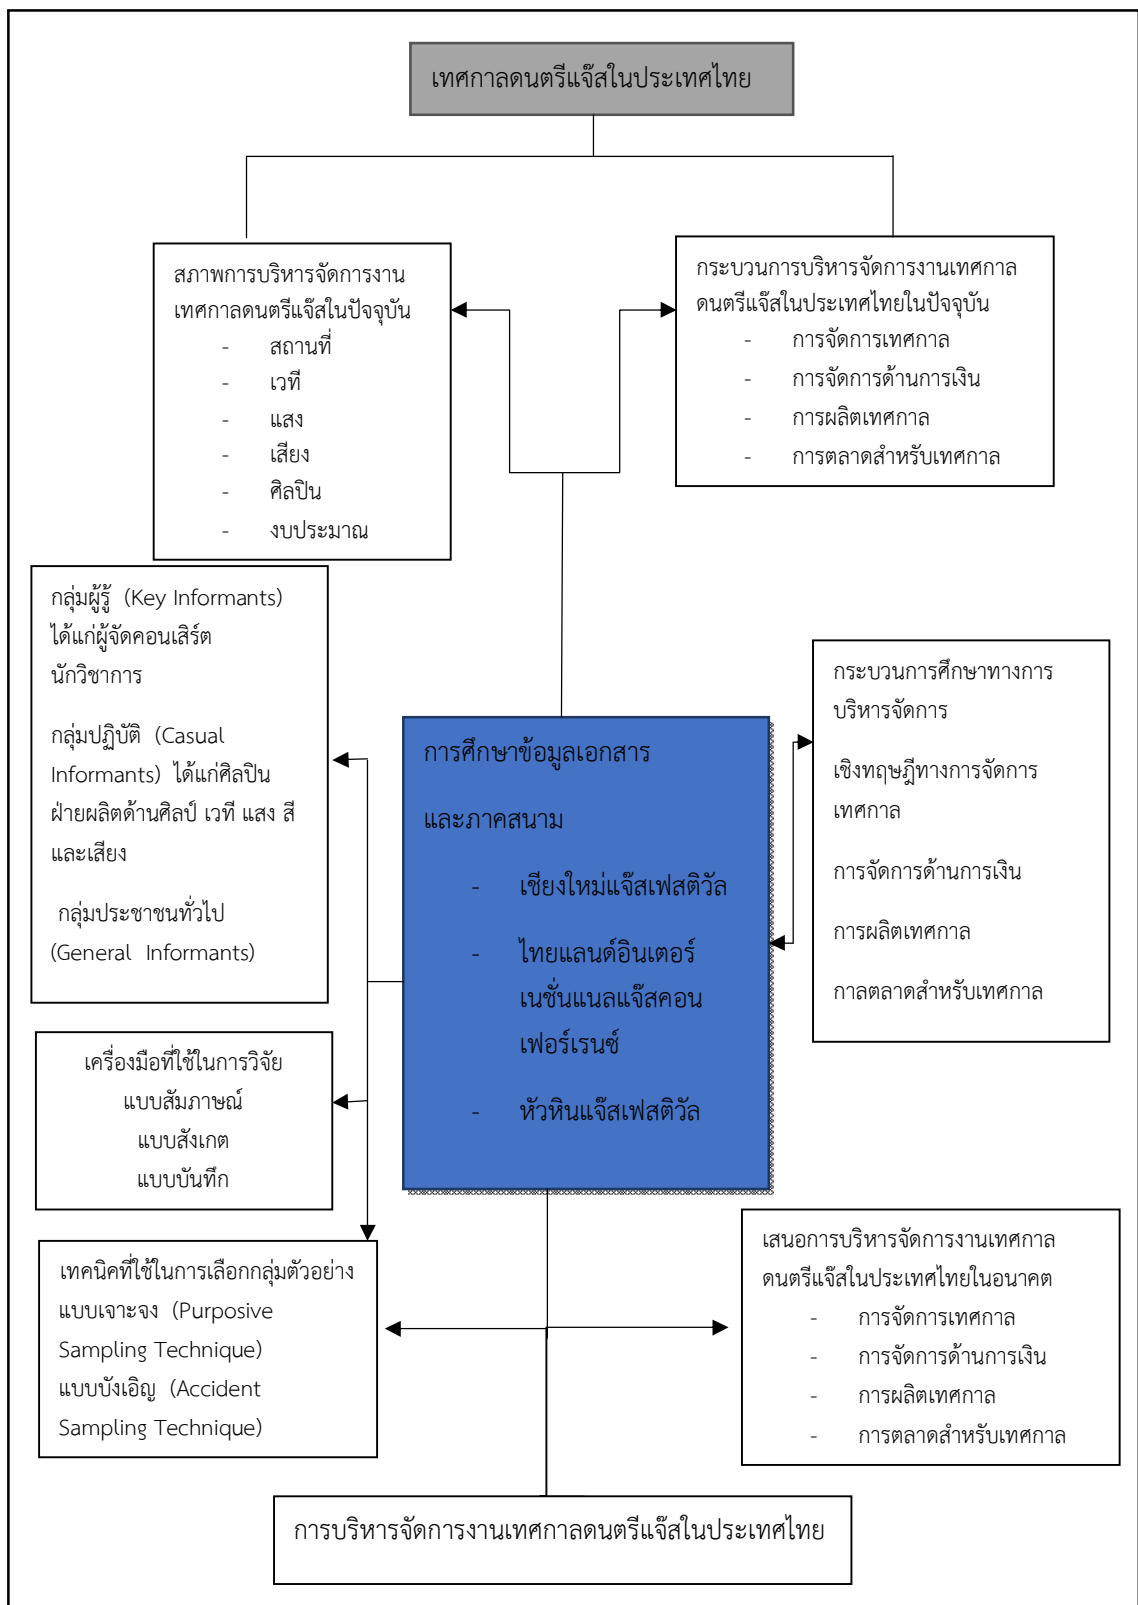 เทศกาลดนตรีแจ๊สในประเทศไทย
สภาพการบริหารจัดการงาน
เทศกาลดนตรีแจ๊สในปัจจุบัน
- สถานที่
- เวที
- แสง
- เสียง
- ศิลปิน
- งบประมาณ
กระบวนการบริหารจัดการงานเทศกาล
ดนตรีแจ๊สในประเทศไทยในปัจจุบัน
- การจัดการเทศกาล
- การจัดการด้านการเงิน
- การผลิตเทศกาล
- การตลาดสำหรับเทศกาล
กลุ่มผู้รู้ (Key Informants)
ได้แก่ผู้จัดคอนเสิร์ต
นักวิชาการ
กลุ่มปฏิบัติ (Casual
Informants) ได้แก่ศิลปิน
ฝ่ายผลิตด้านศิลป์ เวที แสง สี
และเสียง
กลุ่มประชาชนทั่วไป
(General Informants)
การศึกษาข้อมูลเอกสาร
และภาคสนาม
- เชียงใหม่แจ๊สเฟสติวัล
- ไทยแลนด์อินเตอร์
เนชั่นแนลแจ๊สคอน
เฟอร์เรนซ์
- หัวหินแจ๊สเฟสติวัล
กระบวนการศึกษาทางการ
บริหารจัดการ
เชิงทฤษฎีทางการจัดการ
เทศกาล
การจัดการด้านการเงิน
การผลิตเทศกาล
กาลตลาดสำหรับเทศกาล
เครื่องมือที่ใช้ในการวิจัย
แบบสัมภาษณ์
แบบสังเกต
แบบบันทึก
เทคนิคที่ใช้ในการเลือกกลุ่มตัวอย่าง
แบบเจาะจง (Purposive
Sampling Technique)
แบบบังเอิญ (Accident
Sampling Technique)
เสนอการบริหารจัดการงานเทศกาล
ดนตรีแจ๊สในประเทศไทยในอนาคต
- การจัดการเทศกาล
- การจัดการด้านการเงิน
- การผลิตเทศกาล
- การตลาดสำหรับเทศกาล
การบริหารจัดการงานเทศกาลดนตรีแจ๊สในประเทศไทย